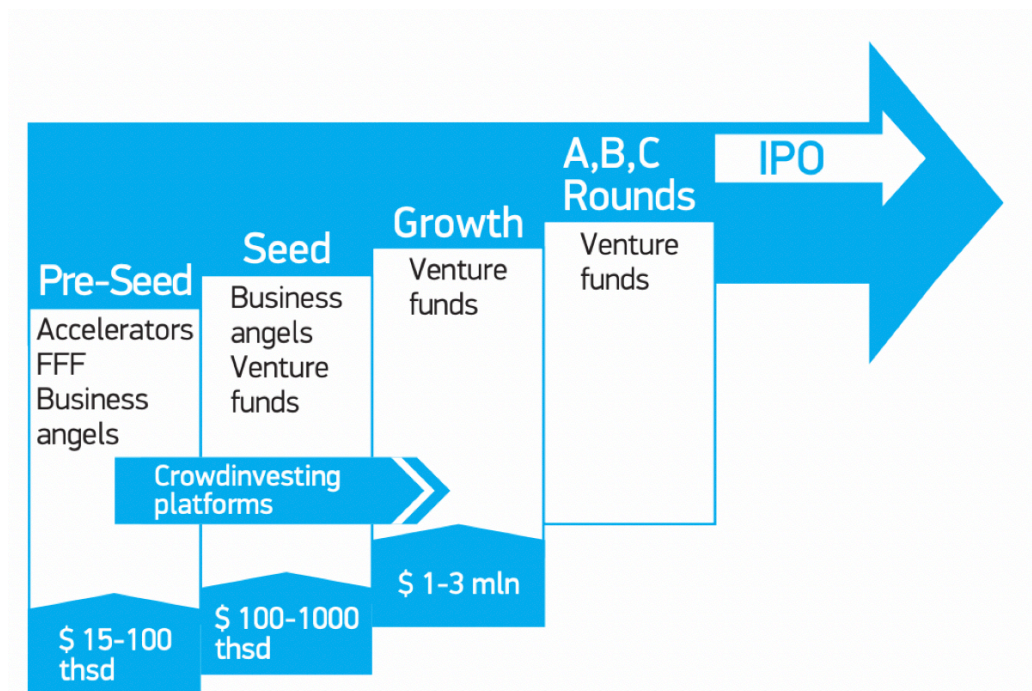 Pre-Seed
Accelerators
FFF
Business
angels
$ 15-100
thsd
Seed
Business
angels
Venture
funds
$ 100-1000
thsd
Crowdinvesting
platforms
Growth
Venture
funds
$ 1-3 mln
A,B,C
Rounds
Venture
funds
IPO